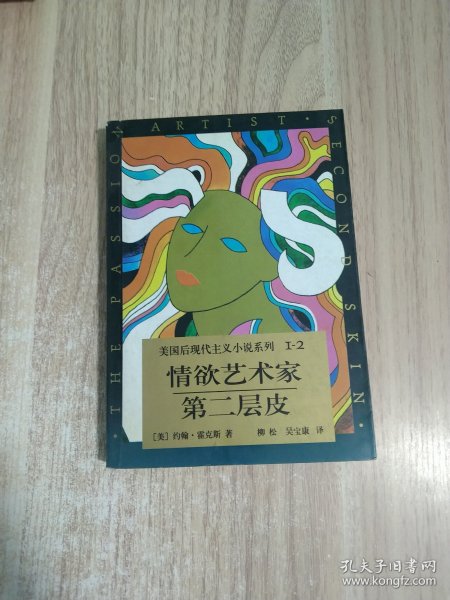 THE PASSION ARTIST · SECOND SKIN ·
美国后现代主义小说系列 I-2
情欲艺术家
第二层皮
[美] 约翰·霍克斯 著 柳松 吴宝康 译
孔夫子旧书网
www.kongfz.com